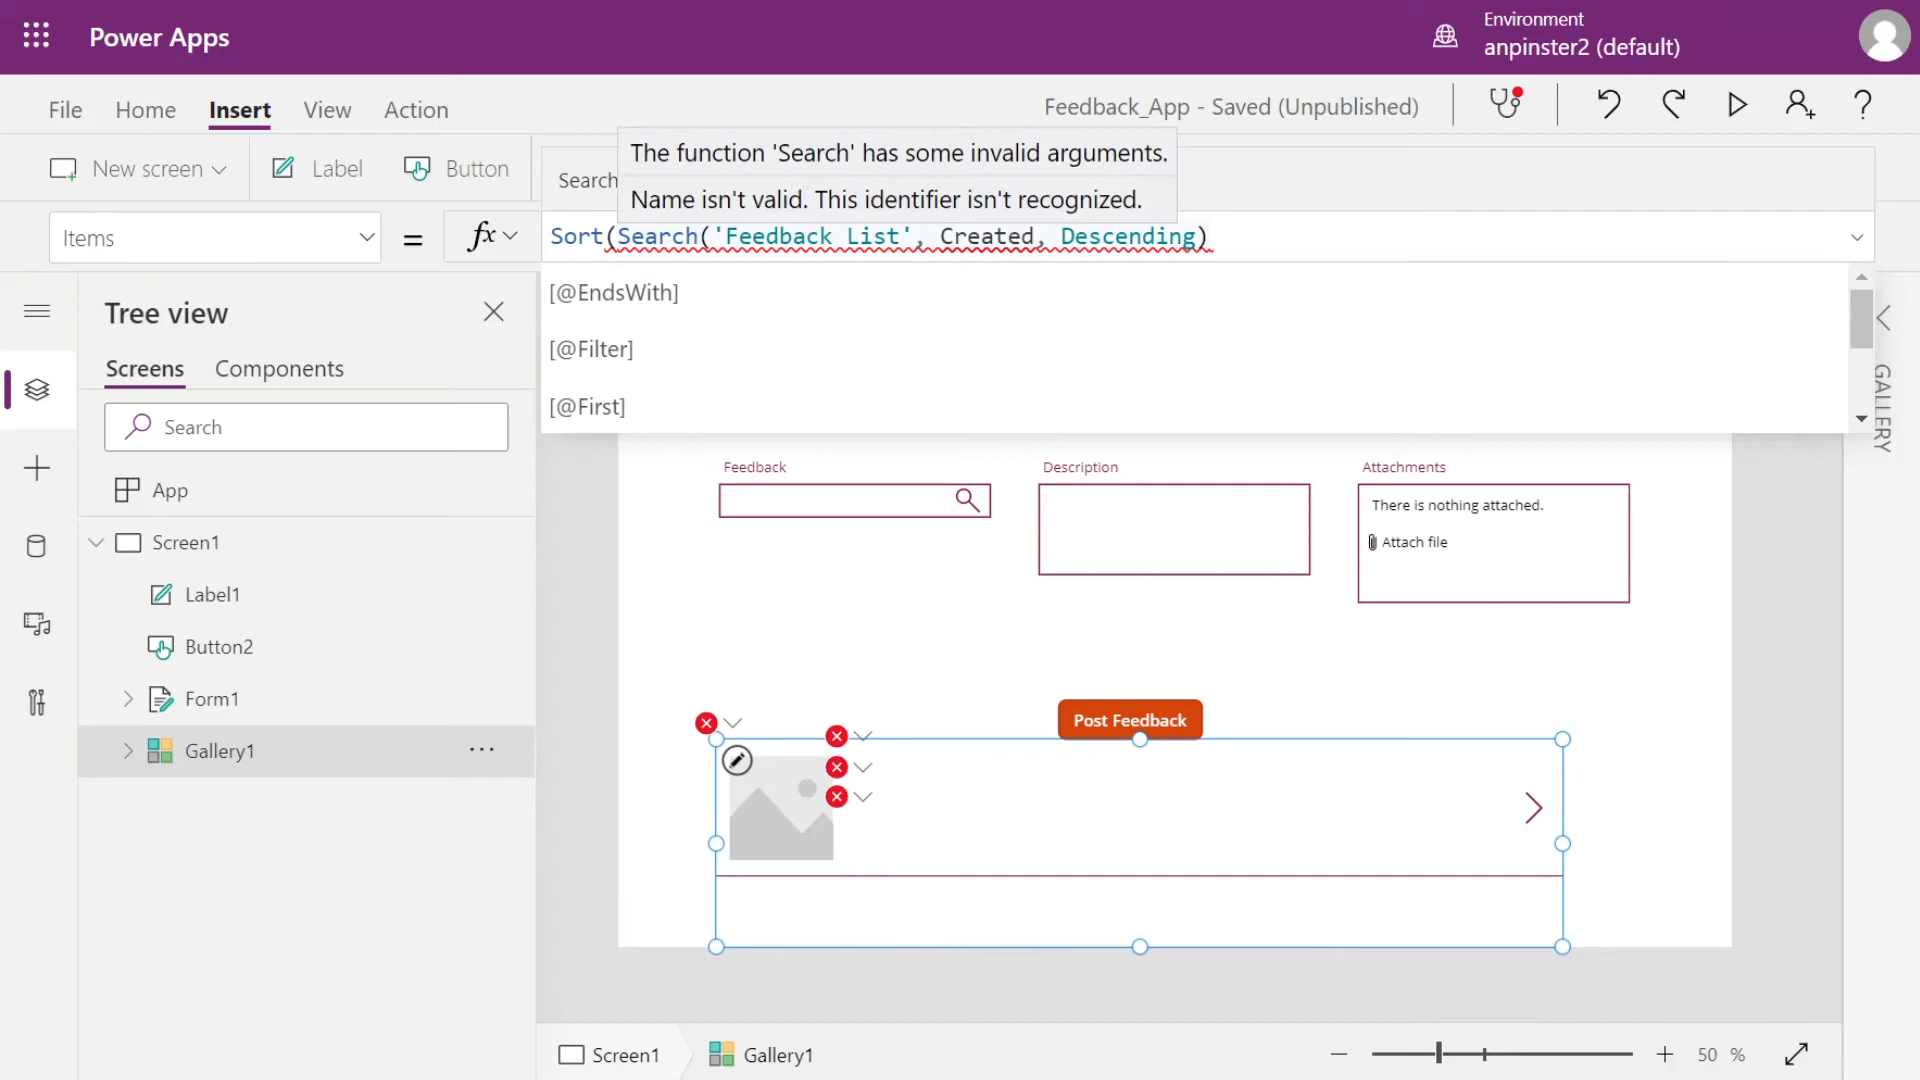 Power Apps
Environment
anpinster2 (default)
File
Home
Insert
View
Action
Feedback_App - Saved (Unpublished)
?
New screen
Label
Button
Search
The function 'Search' has some invalid arguments.
Name isn't valid. This identifier isn't recognized.
Items
=
fx
Sort(Search('Feedback List', Created, Descending)
[@EndsWith]
[@Filter]
[@First]
Tree view
Screens
Components
Search
App
Screen1
Label1
Button2
Form1
Gallery1
...
GALLERY
Feedback
Description
Attachments
There is nothing attached.
Attach file
Post Feedback
Screen1
Gallery1
50 %